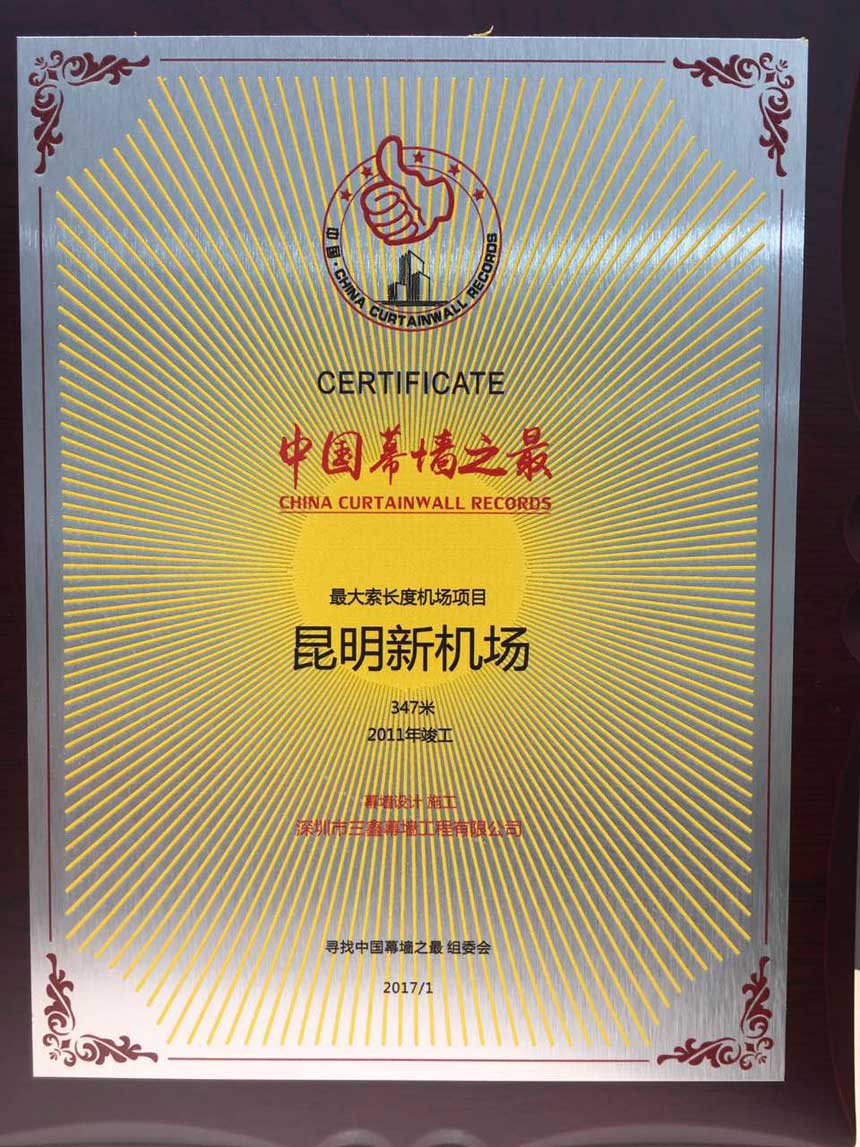 中国·CHINA CURTAINWALL RECORDS
CERTIFICATE
中国幕墙之最
CHINA CURTAINWALL RECORDS
最大索长度机场项目
昆明新机场
347米
2011年竣工
幕墙设计 施工
深圳市三鑫幕墙工程有限公司
寻找中国幕墙之最 组委会
2017/1